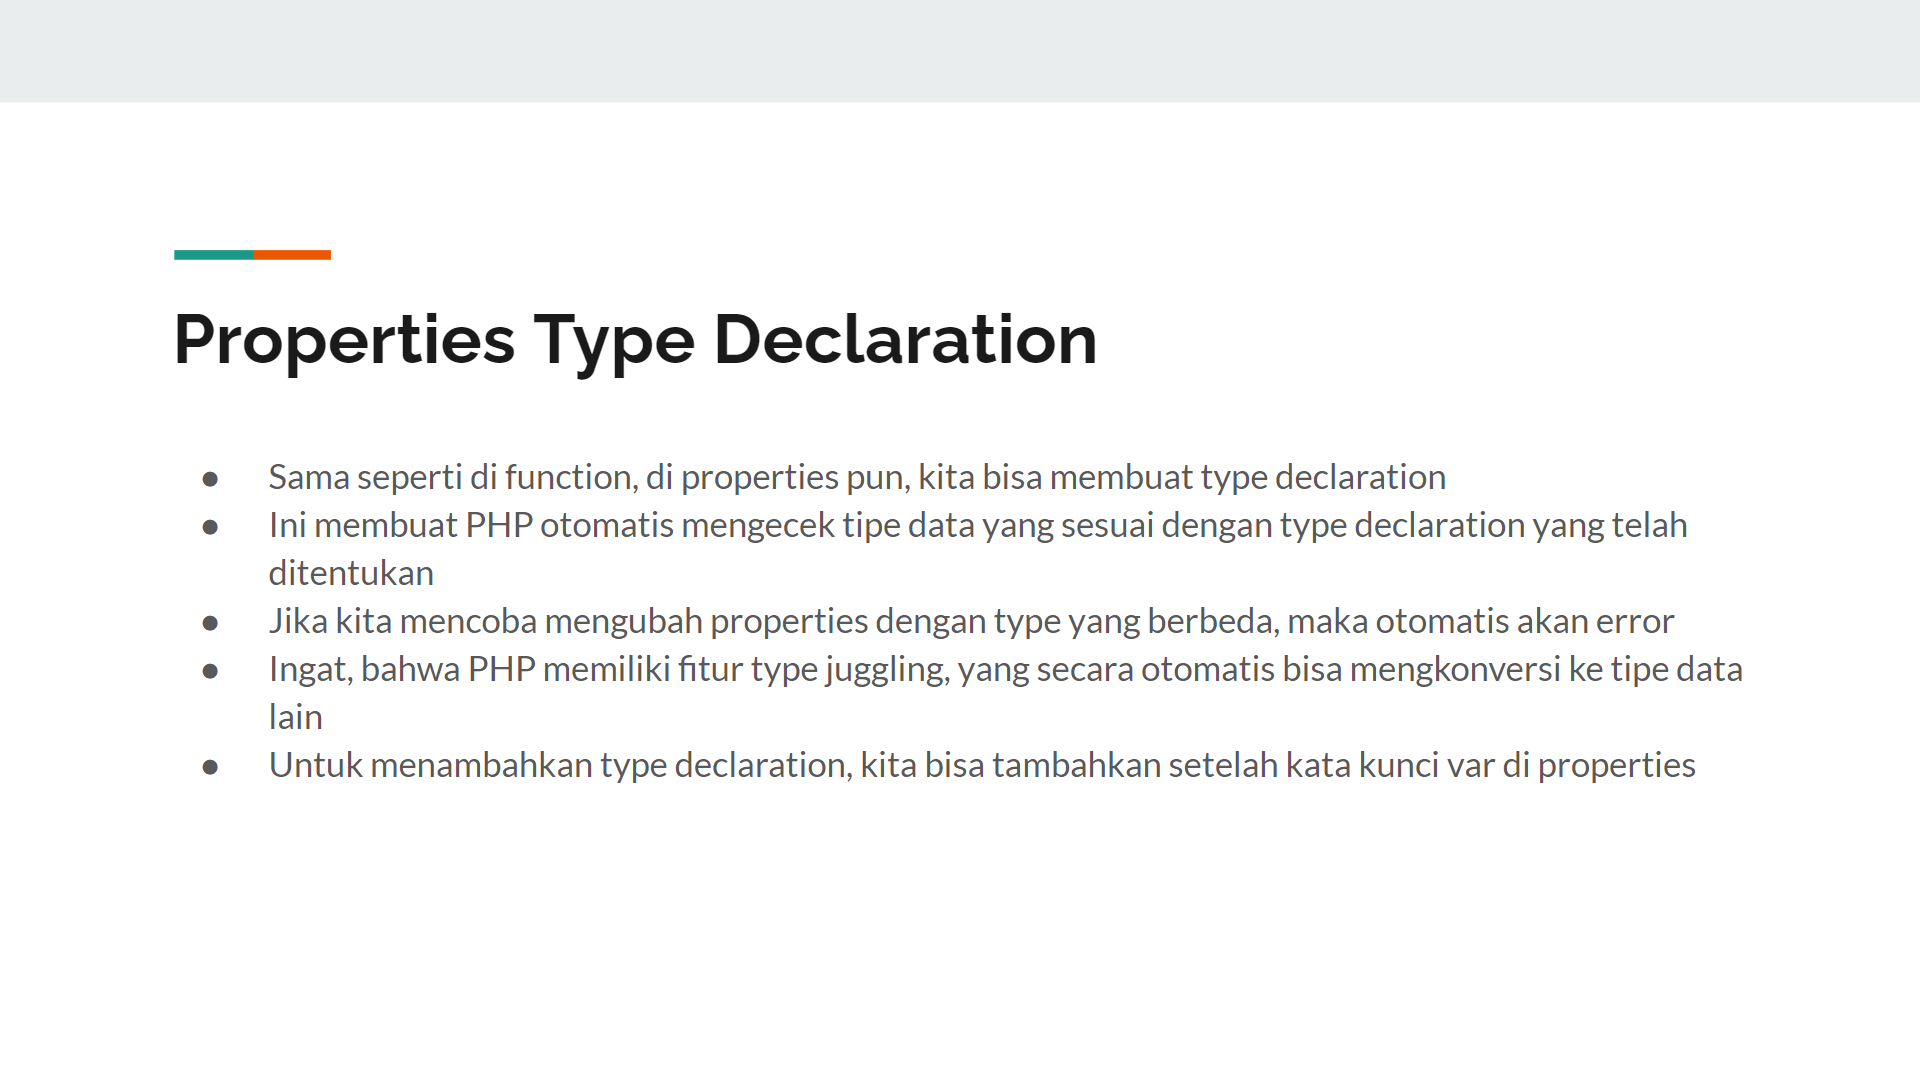 Properties Type Declaration
● Sama seperti di function, di properties pun, kita bisa membuat type declaration
● Ini membuat PHP otomatis mengecek tipe data yang sesuai dengan type declaration yang telah
ditentukan
● Jika kita mencoba mengubah properties dengan type yang berbeda, maka otomatis akan error
● Ingat, bahwa PHP memiliki fitur type juggling, yang secara otomatis bisa mengkonversi ke tipe data
lain
● Untuk menambahkan type declaration, kita bisa tambahkan setelah kata kunci var di properties